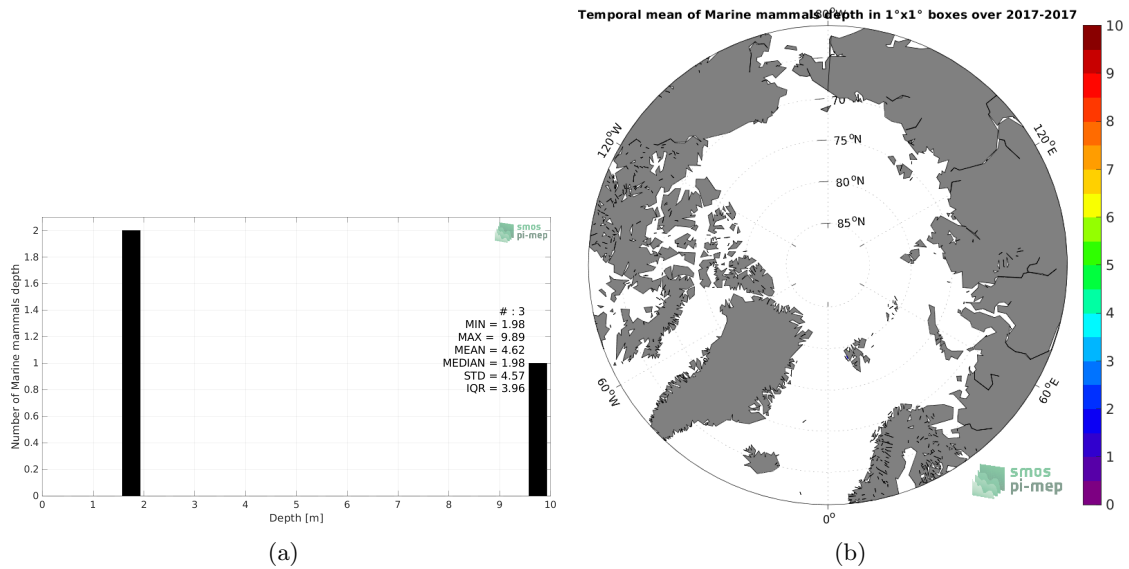 Number of Marine mammals depth
2
1.8
1.6
1.4
1.2
1
0.8
0.6
0.4
0.2
0
0 1 2 3 4 5 6 7 8 9 10
Depth [m]
smos
pi-mep
# : 3
MIN = 1.98
MAX = 9.89
MEAN = 4.62
MEDIAN = 1.98
STD = 4.57
IQR = 3.96
(a)
Temporal mean of Marine mammals depth in 1°x1° boxes over 2017-2017
180°W
120°W
120°E
60°W
60°E
0°
70°N
75°N
80°N
85°N
10
9
8
7
6
5
4
3
2
1
0
smos
pi-mep
(b)